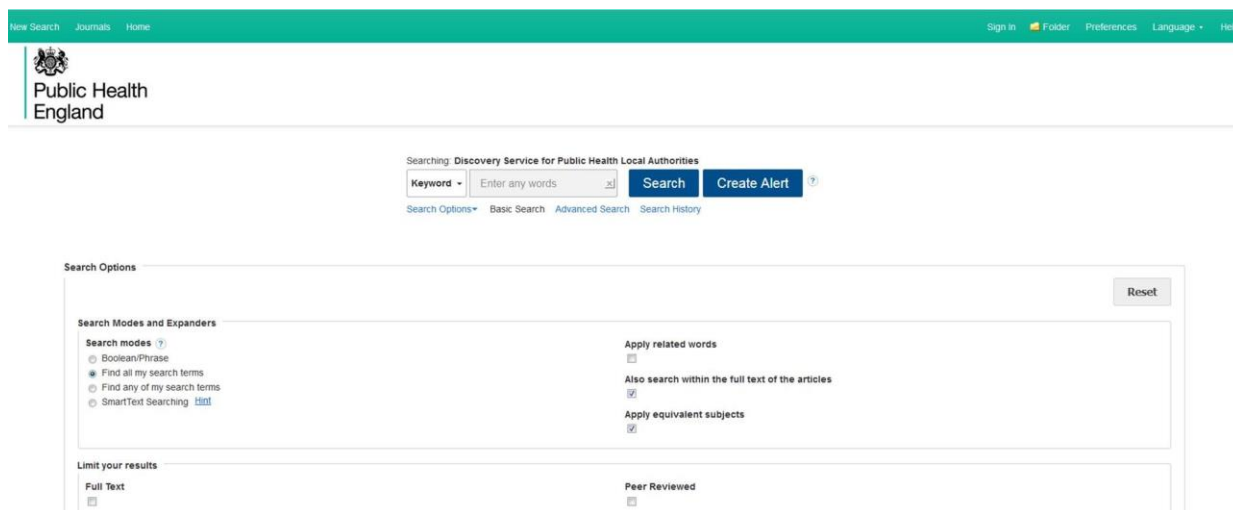 New Search Journals Home
Sign In Folder Preferences Language
Public Health
England
Searching: Discovery Service for Public Health Local Authorities
Keyword Enter any words Search Create Alert ?
Search Options Basic Search Advanced Search Search History
Search Options
Reset
Search Modes and Expanders
Search modes ?
Boolean/Phrase
Find all my search terms
Find any of my search terms
SmartText Searching Hint
Apply related words
Also search within the full text of the articles
Apply equivalent subjects
Limit your results
Full Text
Peer Reviewed